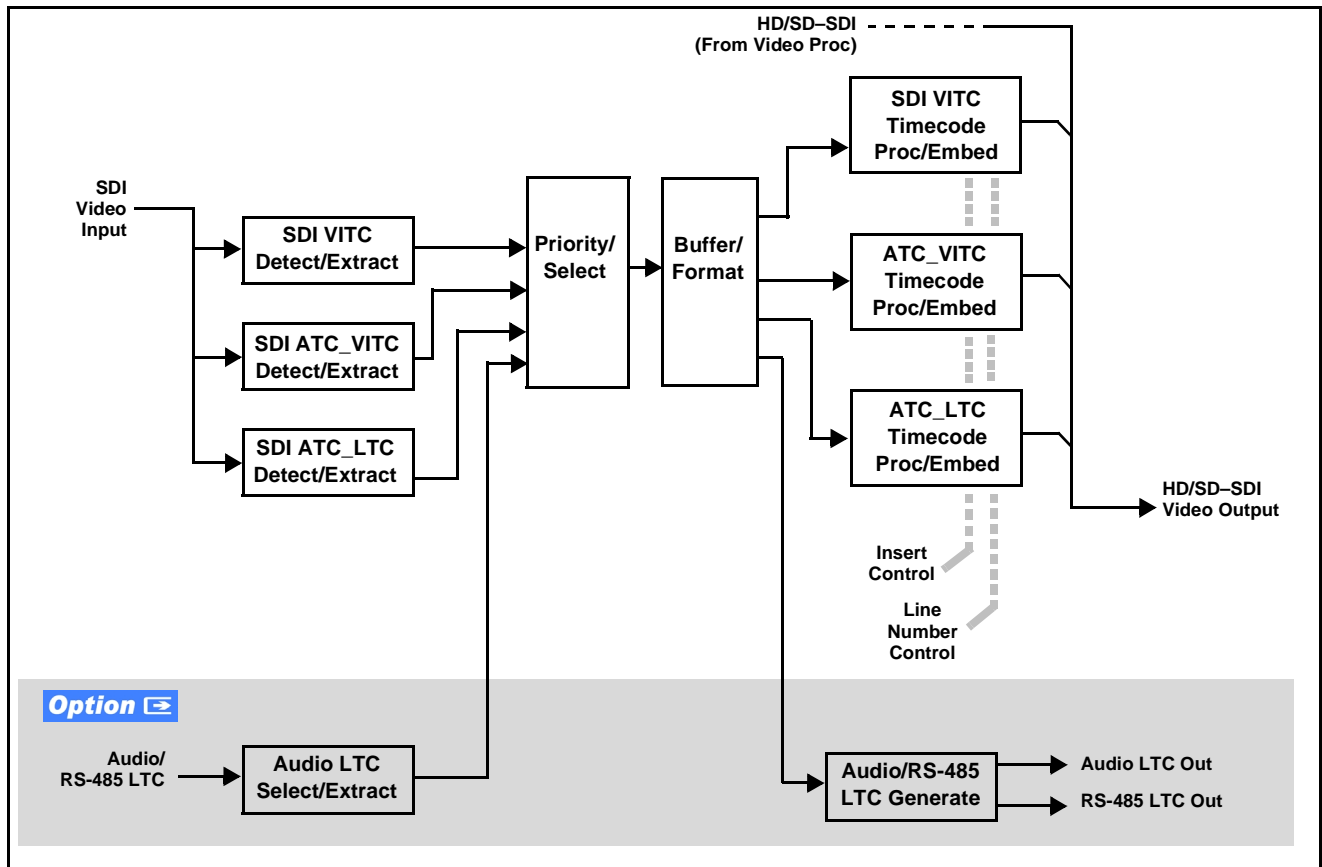 HD/SD–SDI
(From Video Proc)
SDI VITC
Timecode
Proc/Embed
SDI
Video
Input
SDI VITC
Detect/Extract
Priority/
Select
Buffer/
Format
ATC_VITC
Timecode
Proc/Embed
SDI ATC_VITC
Detect/Extract
ATC_LTC
Timecode
Proc/Embed
SDI ATC_LTC
Detect/Extract
HD/SD–SDI
Video Output
Insert
Control
Line
Number
Control
Option
Audio/
RS-485 LTC
Audio LTC
Select/Extract
Audio/RS-485
LTC Generate
Audio LTC Out
RS-485 LTC Out